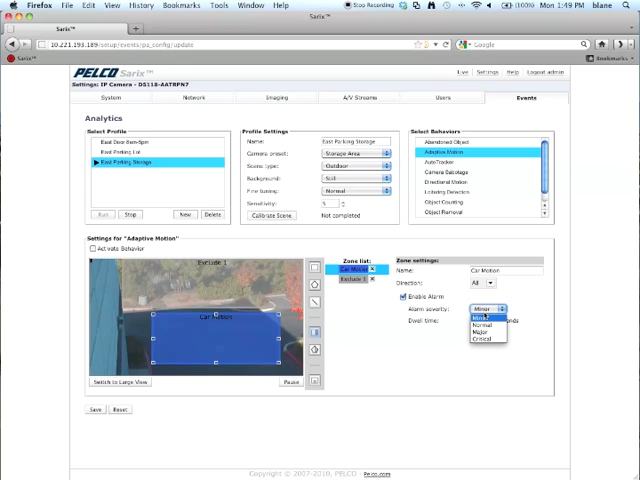 Firefox File Edit View History Bookmarks Tools Window Help Stop Recording (100%) Mon 1:49 PM blane
Sarix™
Sarix™
10.221.193.189/setup/events/ps_config/update
Google
Sarix™ Bookmarks
PELCO Sarix™
Live Settings Help Logout admin
Settings: IP Camera - DS118-AATRPN7
System Network Imaging A/V Streams Users Events
Analytics
Select Profile
East Door 8am-5pm
East Parking Lot
East Parking Storage
Run Stop New Delete
Profile Settings
Name: East Parking Storage
Camera preset: Storage Area
Scene type: Outdoor
Background: Still
Fine tuning: Normal
Sensitivity: 5
Calibrate Scene Not completed
Select Behaviors
Abandoned Object
Adaptive Motion
AutoTracker
Camera Sabotage
Directional Motion
Loitering Detection
Object Counting
Object Removal
Settings for "Adaptive Motion"
Activate Behavior
Exclude 1
Car Motion
Switch to Large View Pause
Zone list:
Car Motion
Exclude 1
Zone settings:
Name: Car Motion
Direction: All
Enable Alarm
Alarm severity: Minor
Normal
Major
Critical
Dwell time:
Save Reset
Copyright © 2007-2010, PELCO · Pelco.com